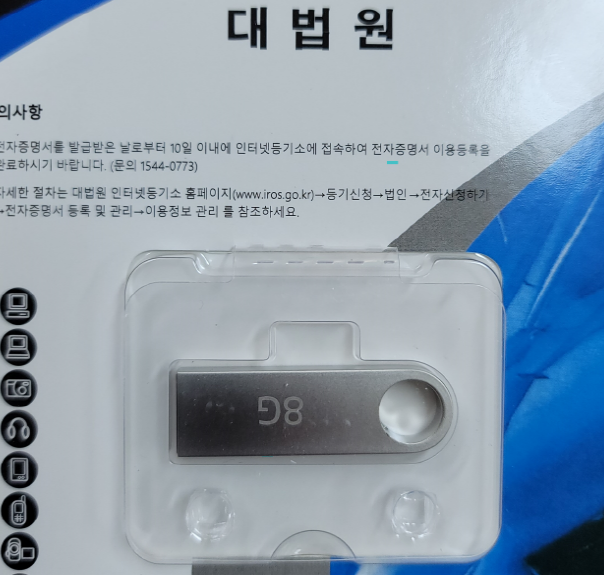 대법원
의사항
전자증명서를 발급받은 날로부터 10일 이내에 인터넷등기소에 접속하여 전자증명서 이용등록을
완료하시기 바랍니다. (문의 1544-0773)
자세한 절차는 대법원 인터넷등기소 홈페이지(www.iros.go.kr)→등기신청→법인→전자신청하기
→전자증명서 등록 및 관리→이용정보 관리 를 참조하세요.
8G